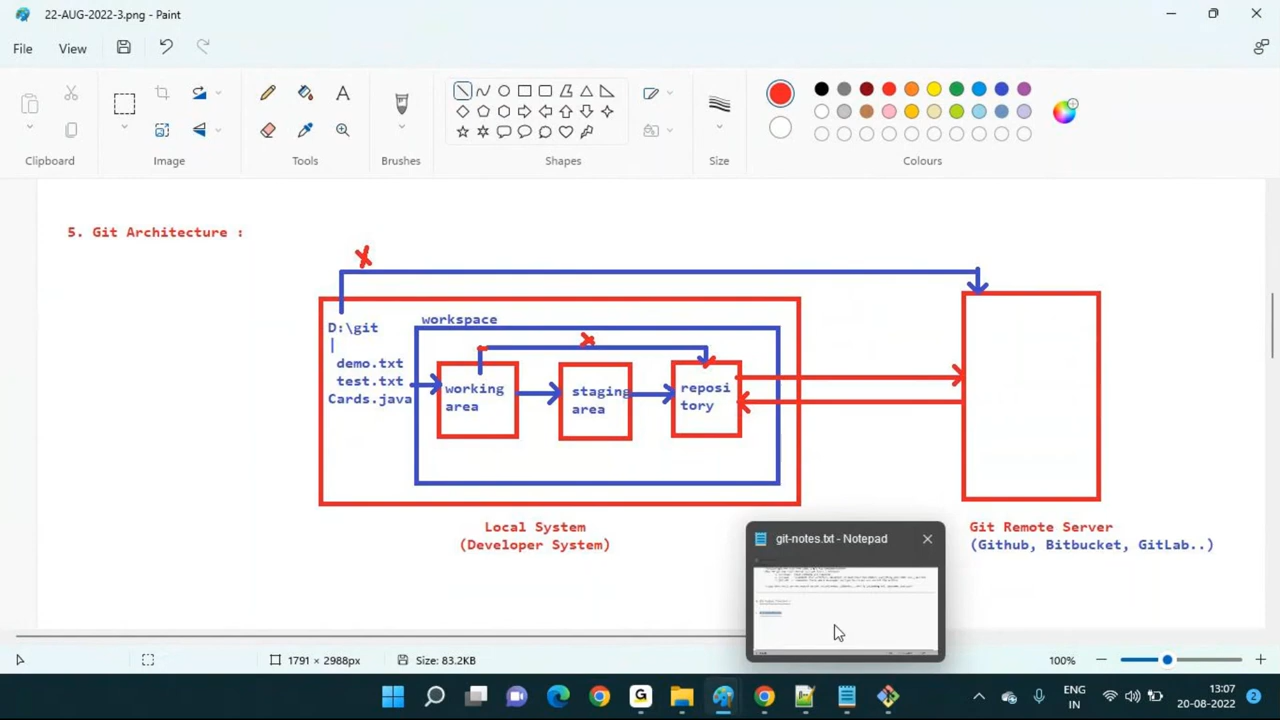 22-AUG-2022-3.png - Paint
File
View
Clipboard
Image
Tools
Brushes
Shapes
Size
Colours
5. Git Architecture :
D:\git
|
demo.txt
test.txt
Cards.java
workspace
working
area
staging
area
reposi
tory
Local System
(Developer System)
Git Remote Server
(Github, Bitbucket, GitLab..)
git-notes.txt - Notepad
1791 × 2988px
Size: 83.2KB
100%
ENG
IN
13:07
20-08-2022
2